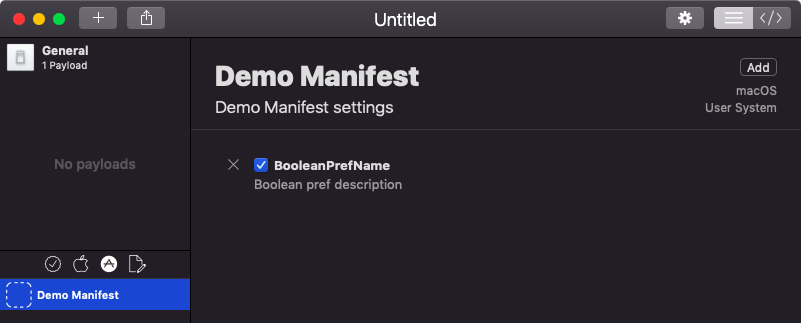 Untitled
General
1 Payload
No payloads
Demo Manifest
Demo Manifest
Demo Manifest settings
Add
macOS
User System
BooleanPrefName
Boolean pref description